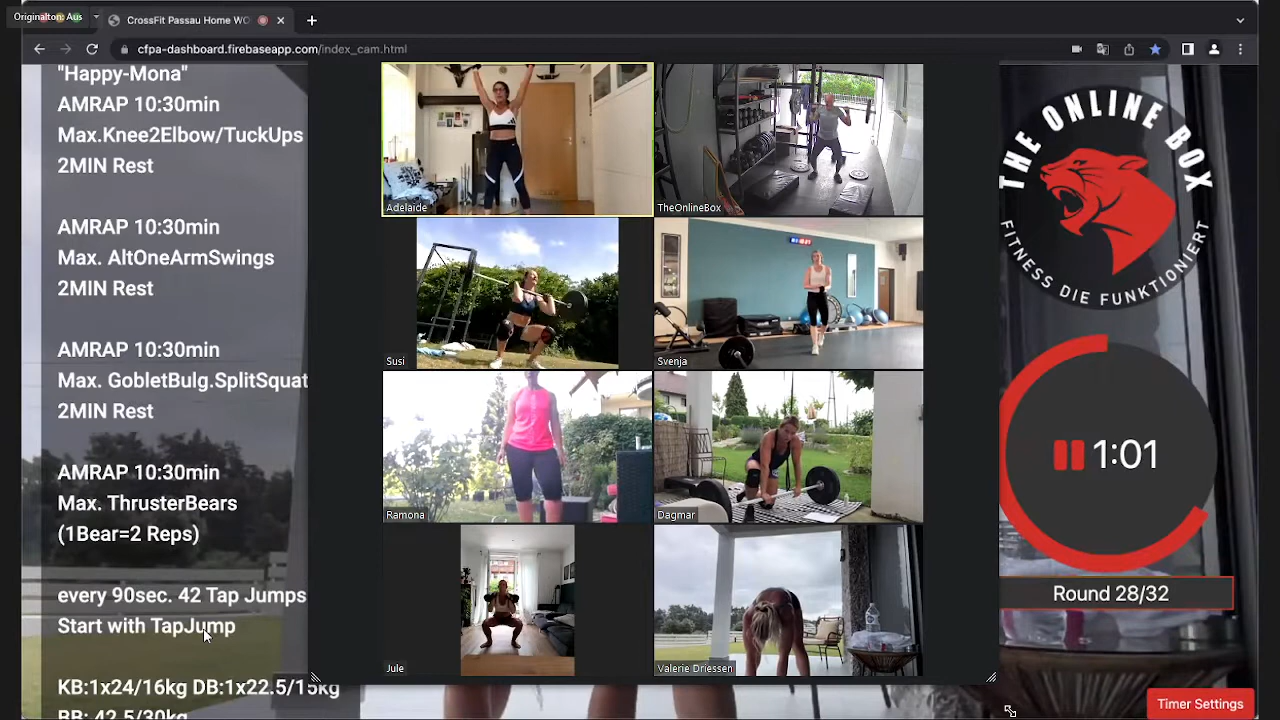 Originalton: Aus
CrossFit Passau Home WO
cfpa-dashboard.firebaseapp.com/index_cam.html
"Happy-Mona"
AMRAP 10:30min
Max.Knee2Elbow/TuckUps
2MIN Rest
AMRAP 10:30min
Max. AltOneArmSwings
2MIN Rest
AMRAP 10:30min
Max. GobletBulg.SplitSquat
2MIN Rest
AMRAP 10:30min
Max. ThrusterBears
(1Bear=2 Reps)
every 90sec. 42 Tap Jumps
Start with TapJump
KB:1x24/16kg DB:1x22.5/15kg
BB: 42.5/30kg
Adelaide
TheOnlineBox
Susi
Svenja
Ramona
Dagmar
Jule
Valerie Driessen
THE ONLINE BOX
FITNESS DIE FUNKTIONIERT
1:01
Round 28/32
Timer Settings